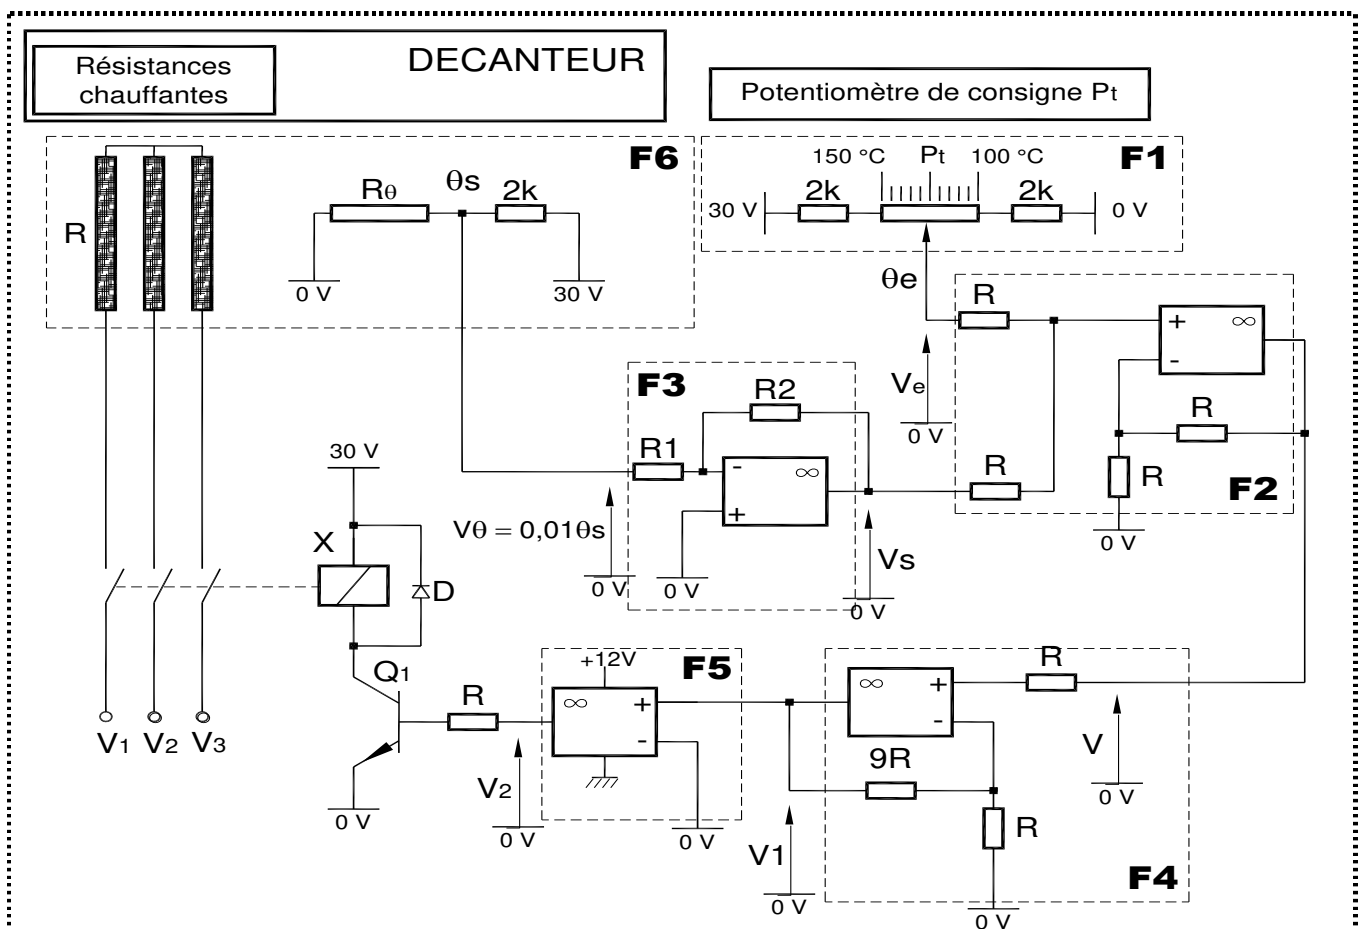 Résistances
chauffantes
DECANTEUR
Potentiomètre de consigne Pt
F6
F1
150 °C Pt 100 °C
Rθ θs 2k
2k 2k
30 V 0 V
R
0 V 30 V
θe
R
+ ∞
-
F3
R2
Ve
0 V
R
R1
- ∞
+
R
R
F2
0 V
30 V
Vθ = 0,01θs
Vs
X
D
0 V
0 V
0 V
+12V
F5
R
Q1
R
∞ +
-
∞ +
-
V1 V2 V3
9R
V
V2
0 V
0 V
0 V
0 V
V1
R
F4
0 V
0 V